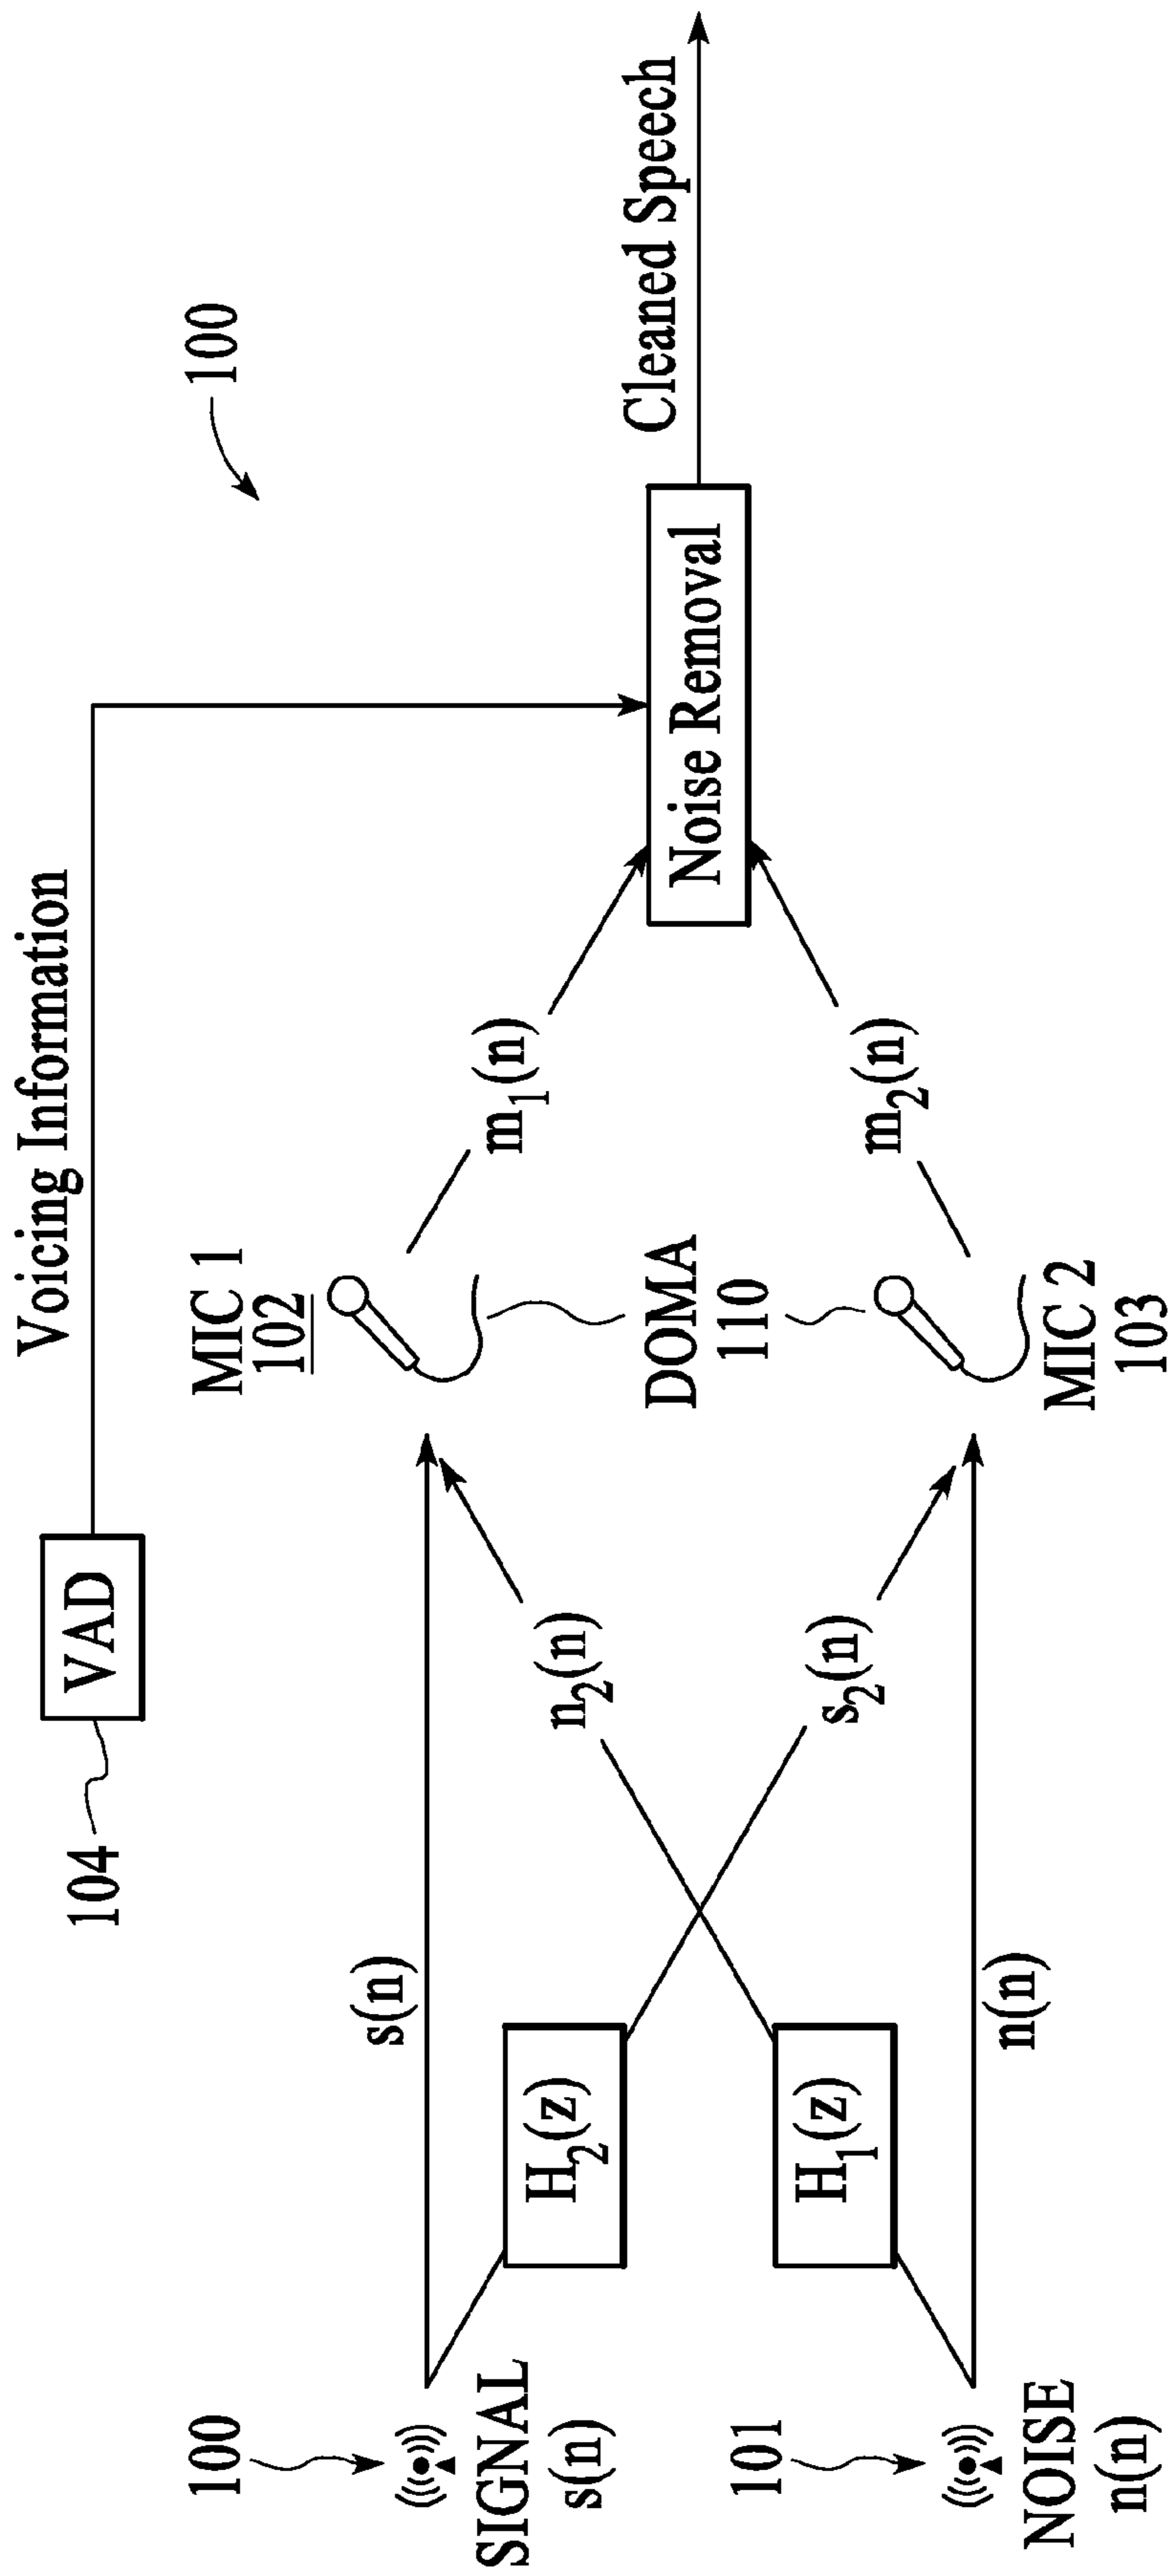 Voicing Information
104
VAD
100
MIC 1
102
100
SIGNAL
s(n)
s(n)
H2(z)
n2(n)
m1(n)
DOMA
110
Noise Removal
Cleaned Speech
101
NOISE
n(n)
H1(z)
s2(n)
m2(n)
n(n)
MIC 2
103